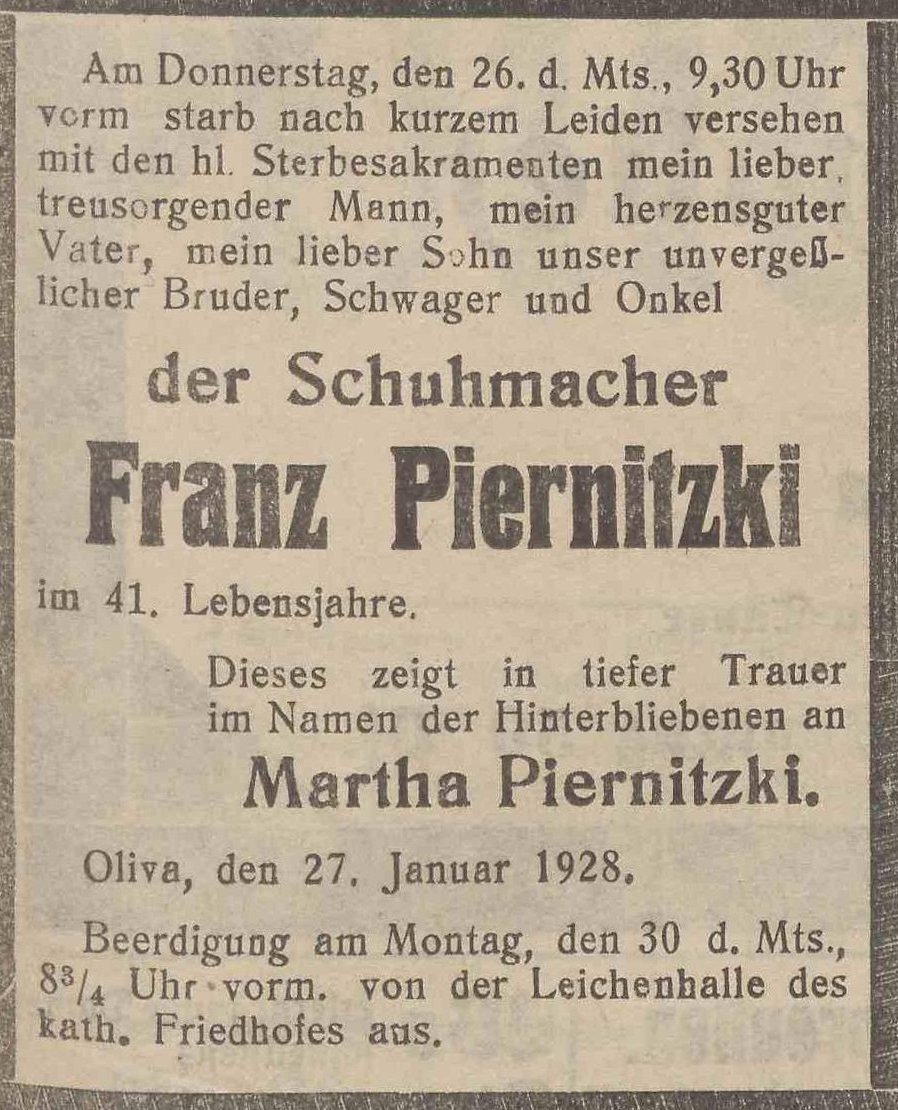 Am Donnerstag, den 26. d. Mts., 9,30 Uhr
vorm starb nach kurzem Leiden versehen
mit den hl. Sterbesakramenten mein lieber,
treusorgender Mann, mein herzensguter
Vater, mein lieber Sohn unser unvergeß-
licher Bruder, Schwager und Onkel
der Schuhmacher
Franz Piernitzki
im 41. Lebensjahre.
Dieses zeigt in tiefer Trauer
im Namen der Hinterbliebenen an
Martha Piernitzki.
Oliva, den 27. Januar 1928.
Beerdigung am Montag, den 30 d. Mts.,
8¾ Uhr vorm. von der Leichenhalle des
kath. Friedhofes aus.